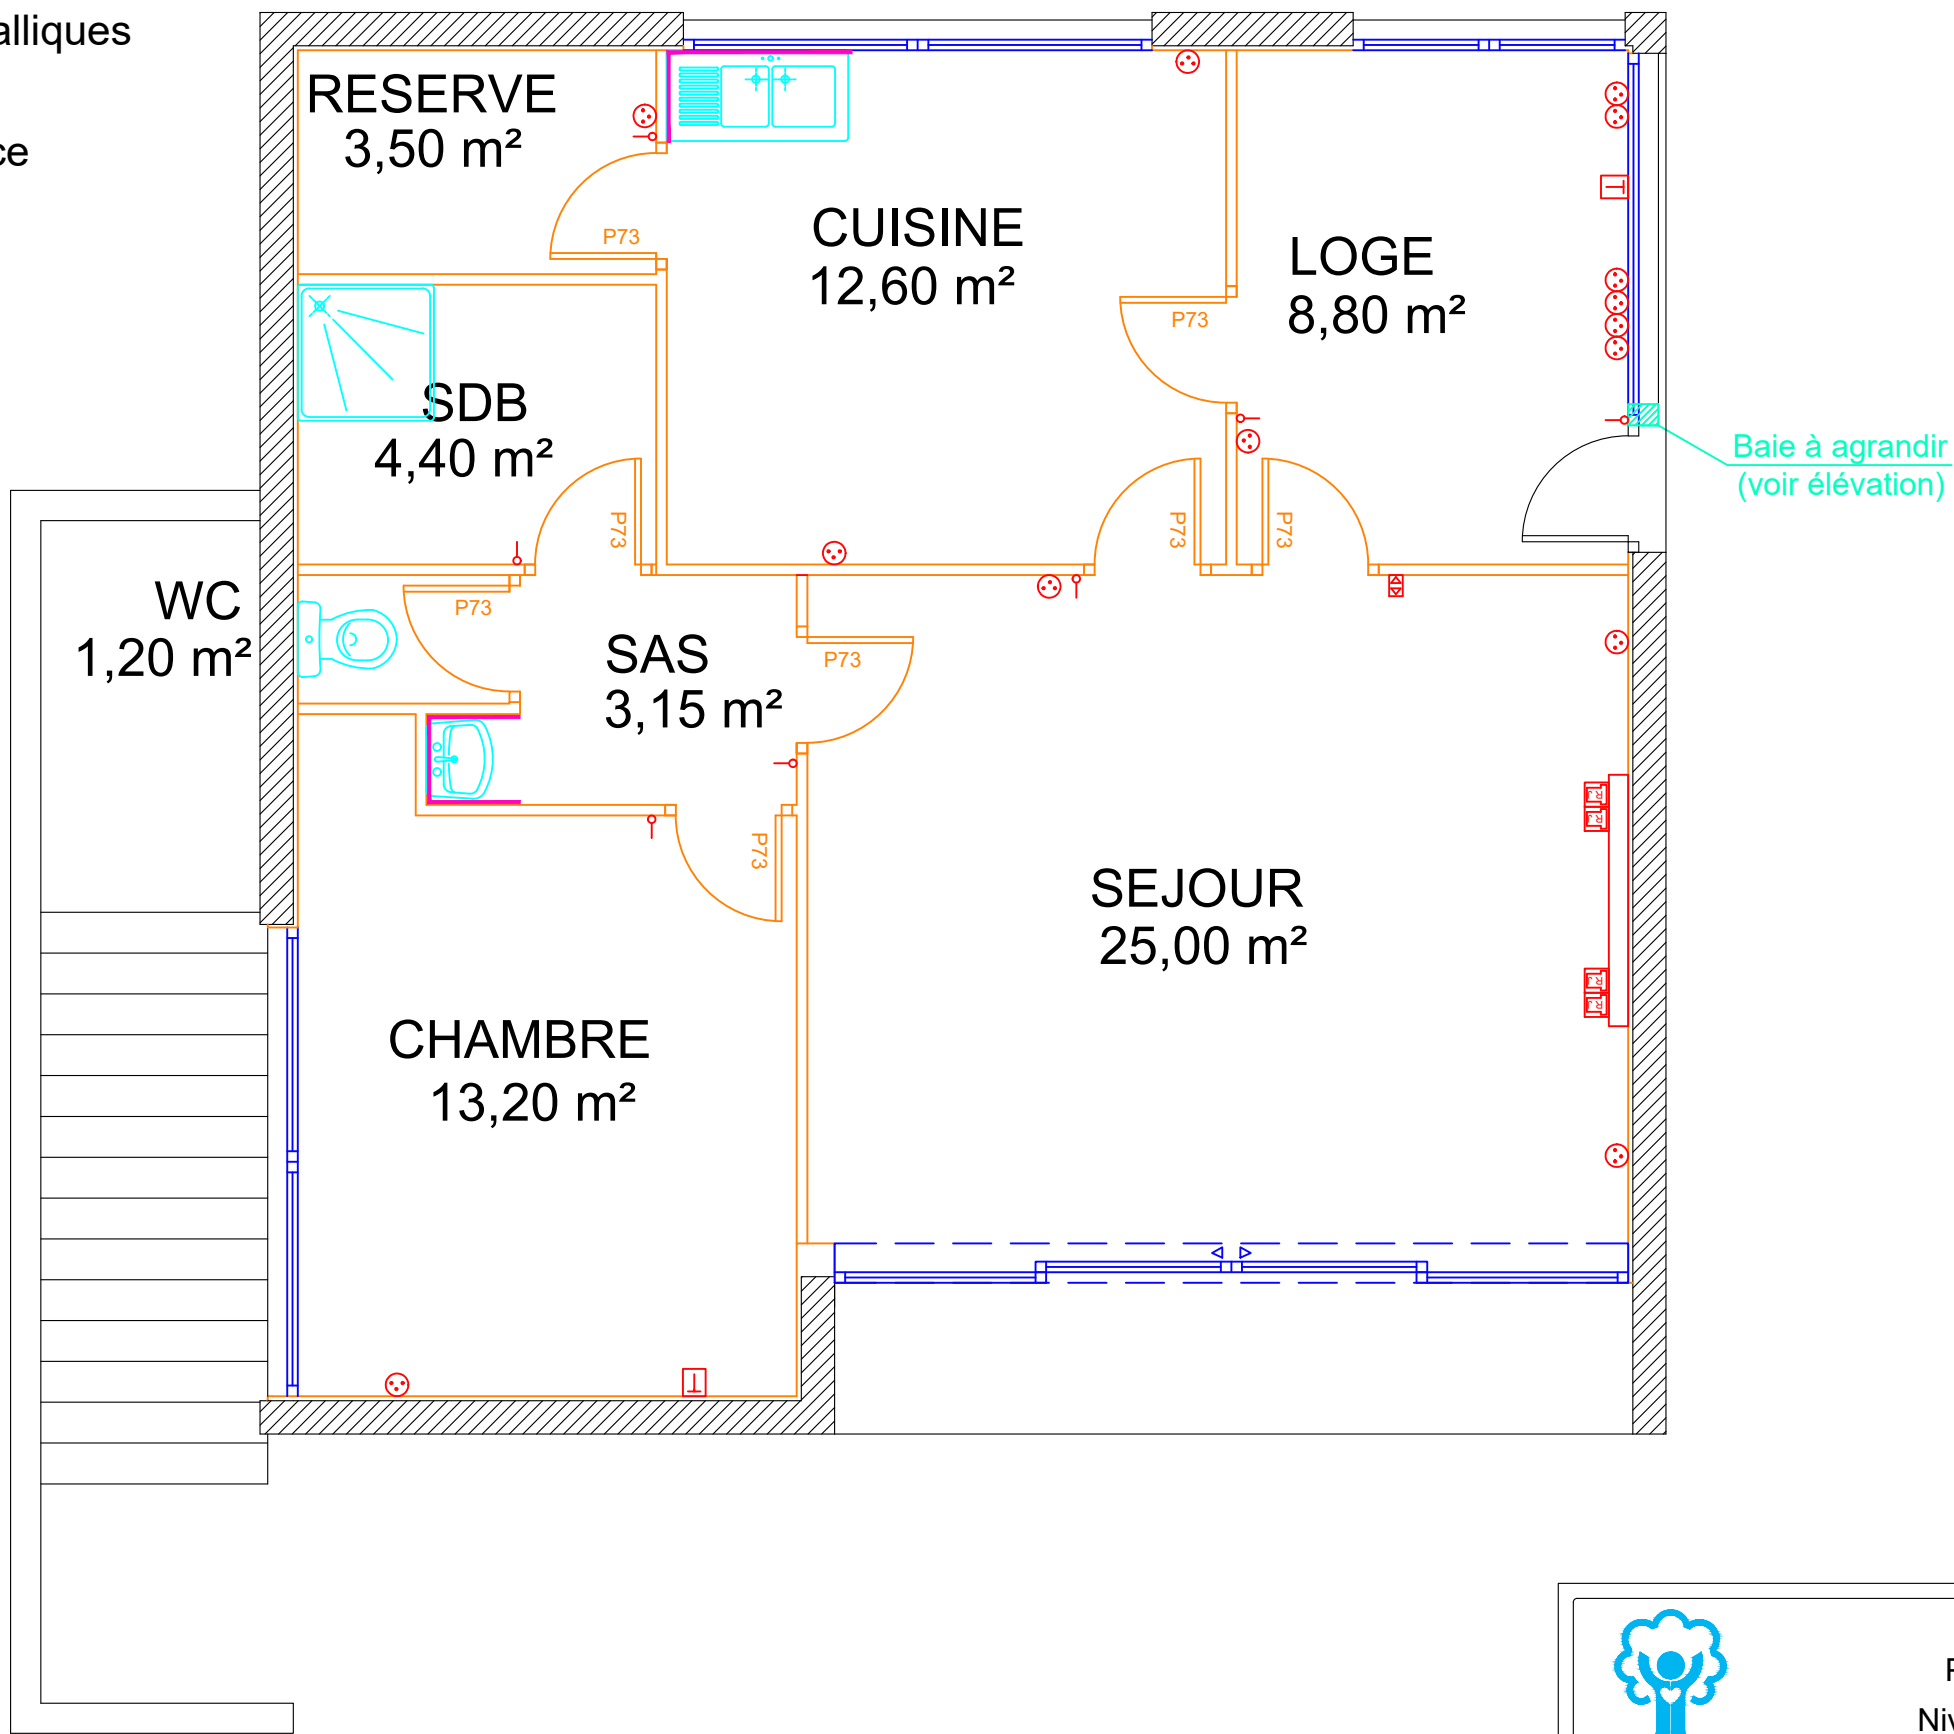 alliques
ce
RESERVE
3,50 m²
P73
CUISINE
12,60 m²
P73
LOGE
8,80 m²
SDB
4,40 m²
Baie à agrandir
(voir élévation)
P73
P73
P73
WC
1,20 m²
P73
SAS
3,15 m²
P73
P73
SEJOUR
25,00 m²
CHAMBRE
13,20 m²
Niv